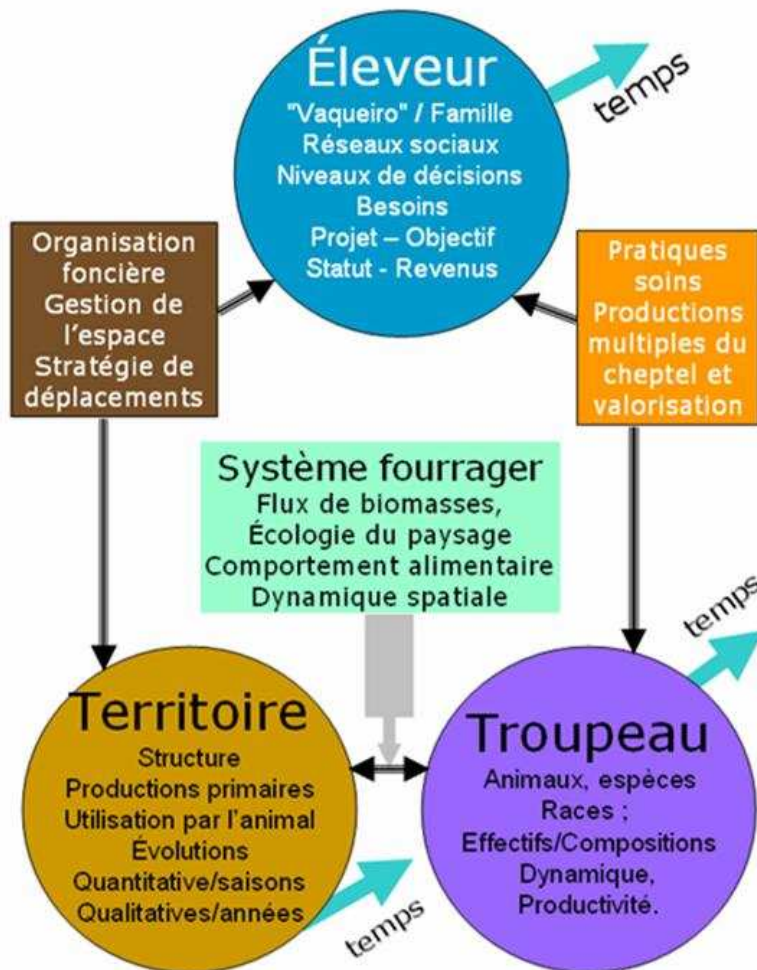 Éleveur
"Vaqueiro" / Famille
Réseaux sociaux
Niveaux de décisions
Besoins
Projet – Objectif
Statut - Revenus
temps
Organisation
foncière
Gestion de
l'espace
Stratégie de
déplacements
Pratiques
soins
Productions
multiples du
cheptel et
valorisation
Système fourrager
Flux de biomasses,
Écologie du paysage
Comportement alimentaire
Dynamique spatiale
Territoire
Structure
Productions primaires
Utilisation par l'animal
Évolutions
Quantitative/saisons
Qualitatives/années
temps
Troupeau
Animaux, espèces
Races ;
Effectifs/Compositions
Dynamique,
Productivité.
temps